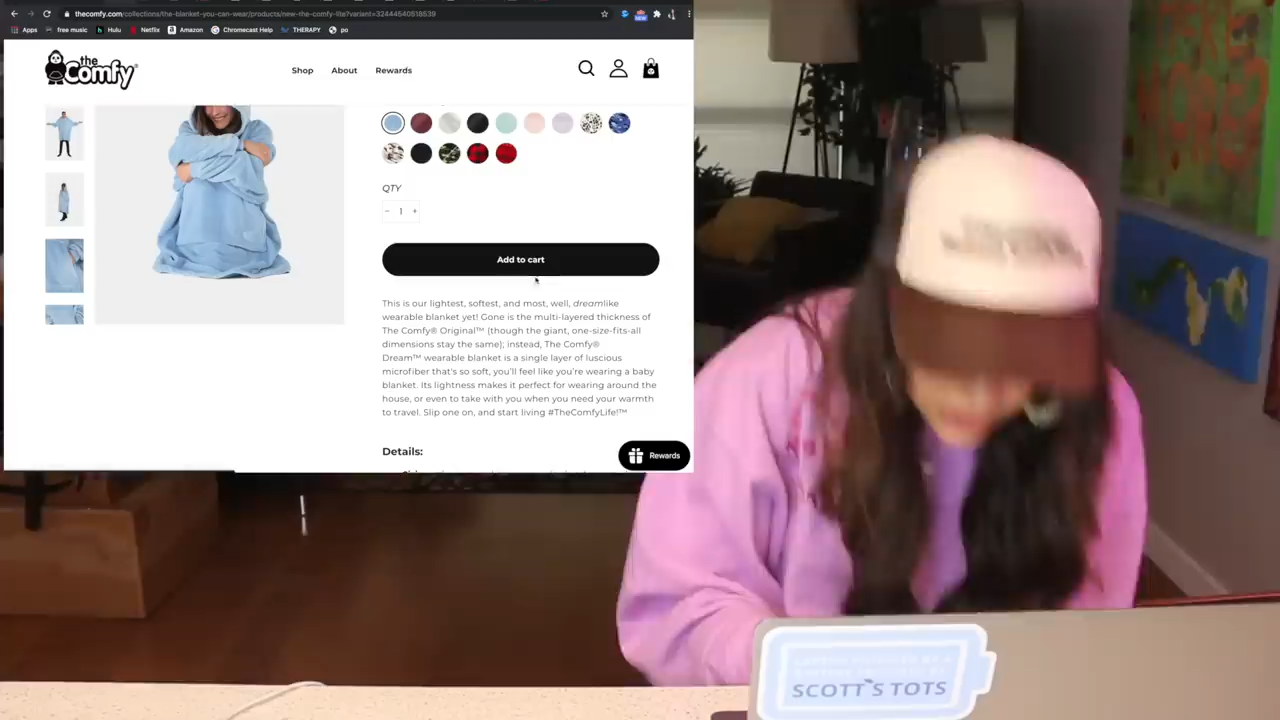 thecomfy.com/collections/the-blanket-you-can-wear/products/new-the-comfy-lite?variant=32444540518539
NEW
Apps free music Hulu Netflix Amazon Chromecast Help THERAPY po
the
Comfy®
Shop About Rewards
QTY
− 1 +
Add to cart
This is our lightest, softest, and most, well, dreamlike
wearable blanket yet! Gone is the multi-layered thickness of
The Comfy® Original™ (though the giant, one-size-fits-all
dimensions stay the same); instead, The Comfy®
Dream™ wearable blanket is a single layer of luscious
microfiber that's so soft, you'll feel like you're wearing a baby
blanket. Its lightness makes it perfect for wearing around the
house, or even to take with you when you need your warmth
to travel. Slip one on, and start living #TheComfyLife!™
Details:
Rewards
MONEY
SCOTT'S TOTS